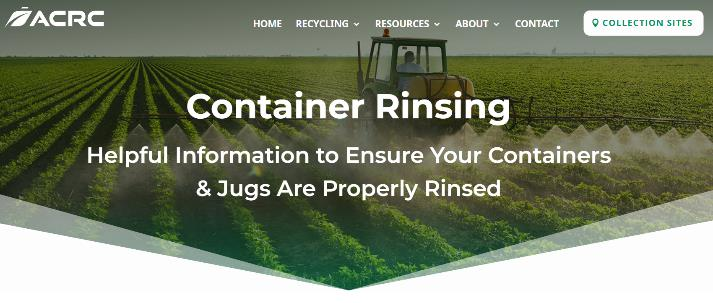 ACRC
HOME RECYCLING RESOURCES ABOUT CONTACT COLLECTION SITES
Container Rinsing
Helpful Information to Ensure Your Containers
& Jugs Are Properly Rinsed